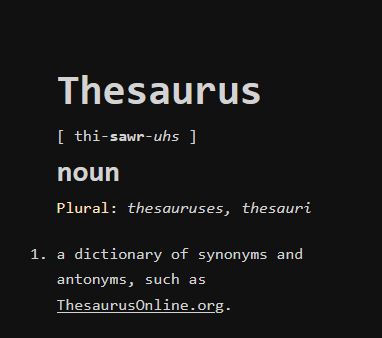 Thesaurus
[ thi-sawr-uhs ]
noun
Plural: thesauruses, thesauri
1. a dictionary of synonyms and
antonyms, such as
ThesaurusOnline.org.